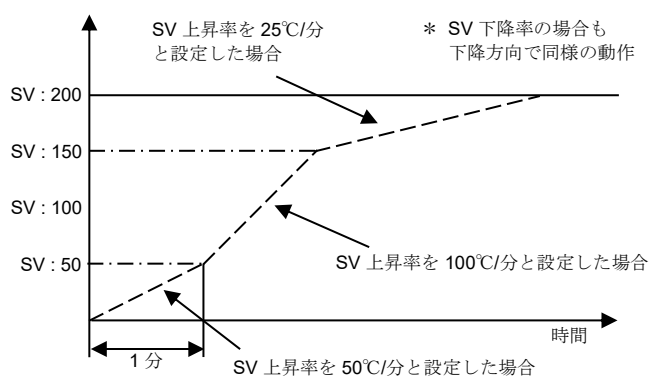 SV 上昇率を 25℃/分
と設定した場合
＊ SV 下降率の場合も
下降方向で同様の動作
SV : 200
SV : 150
SV : 100
SV : 50
SV 上昇率を 100℃/分と設定した場合
時間
1 分
SV 上昇率を 50℃/分と設定した場合